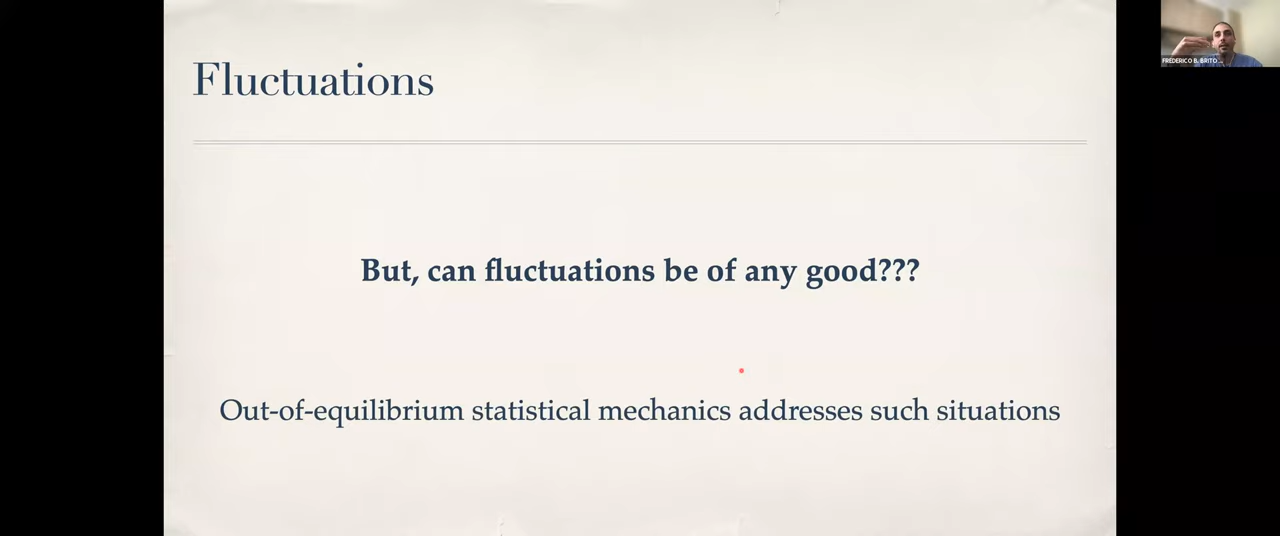 Fluctuations
FREDERICO B. BRITO ...
But, can fluctuations be of any good???
Out-of-equilibrium statistical mechanics addresses such situations